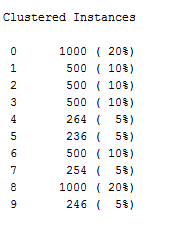 Clustered Instances
0 1000 ( 20%)
1 500 ( 10%)
2 500 ( 10%)
3 500 ( 10%)
4 264 ( 5%)
5 236 ( 5%)
6 500 ( 10%)
7 254 ( 5%)
8 1000 ( 20%)
9 246 ( 5%)